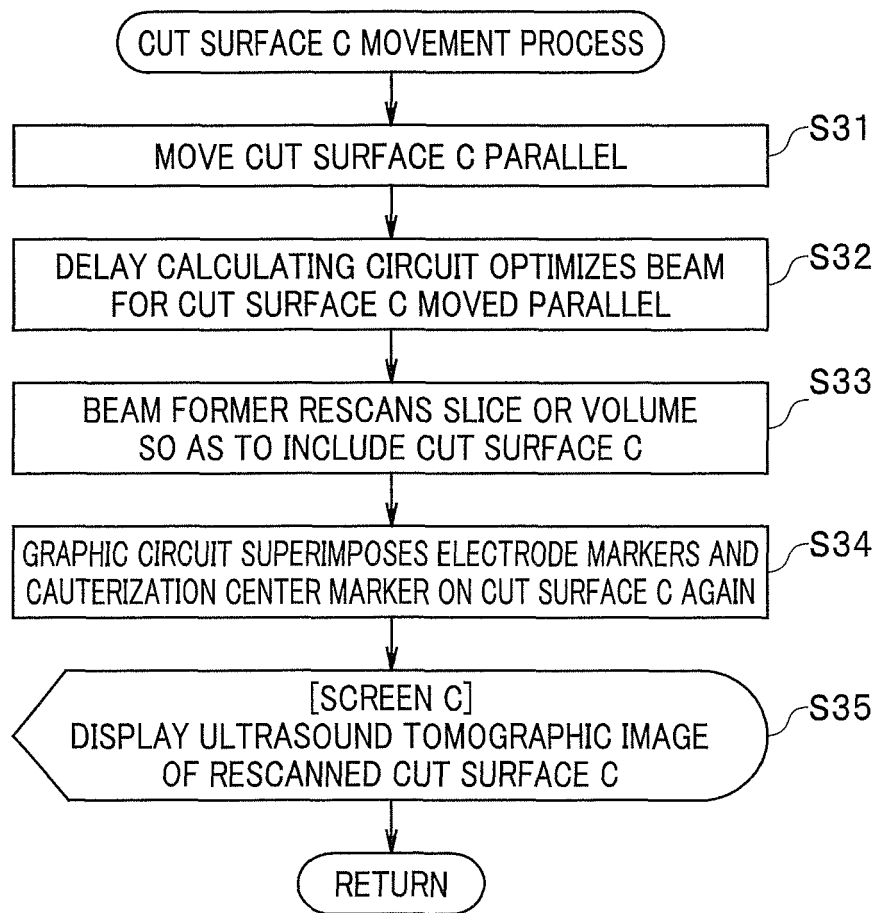 CUT SURFACE C MOVEMENT PROCESS
S31
MOVE CUT SURFACE C PARALLEL
S32
DELAY CALCULATING CIRCUIT OPTIMIZES BEAM
FOR CUT SURFACE C MOVED PARALLEL
S33
BEAM FORMER RESCANS SLICE OR VOLUME
SO AS TO INCLUDE CUT SURFACE C
S34
GRAPHIC CIRCUIT SUPERIMPOSES ELECTRODE MARKERS AND
CAUTERIZATION CENTER MARKER ON CUT SURFACE C AGAIN
[SCREEN C]
S35
DISPLAY ULTRASOUND TOMOGRAPHIC IMAGE
OF RESCANNED CUT SURFACE C
RETURN